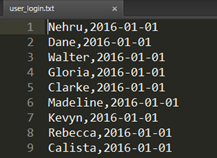 user_login.txt ×
1 Nehru,2016-01-01
2 Dane,2016-01-01
3 Walter,2016-01-01
4 Gloria,2016-01-01
5 Clarke,2016-01-01
6 Madeline,2016-01-01
7 Kevyn,2016-01-01
8 Rebecca,2016-01-01
9 Calista,2016-01-01